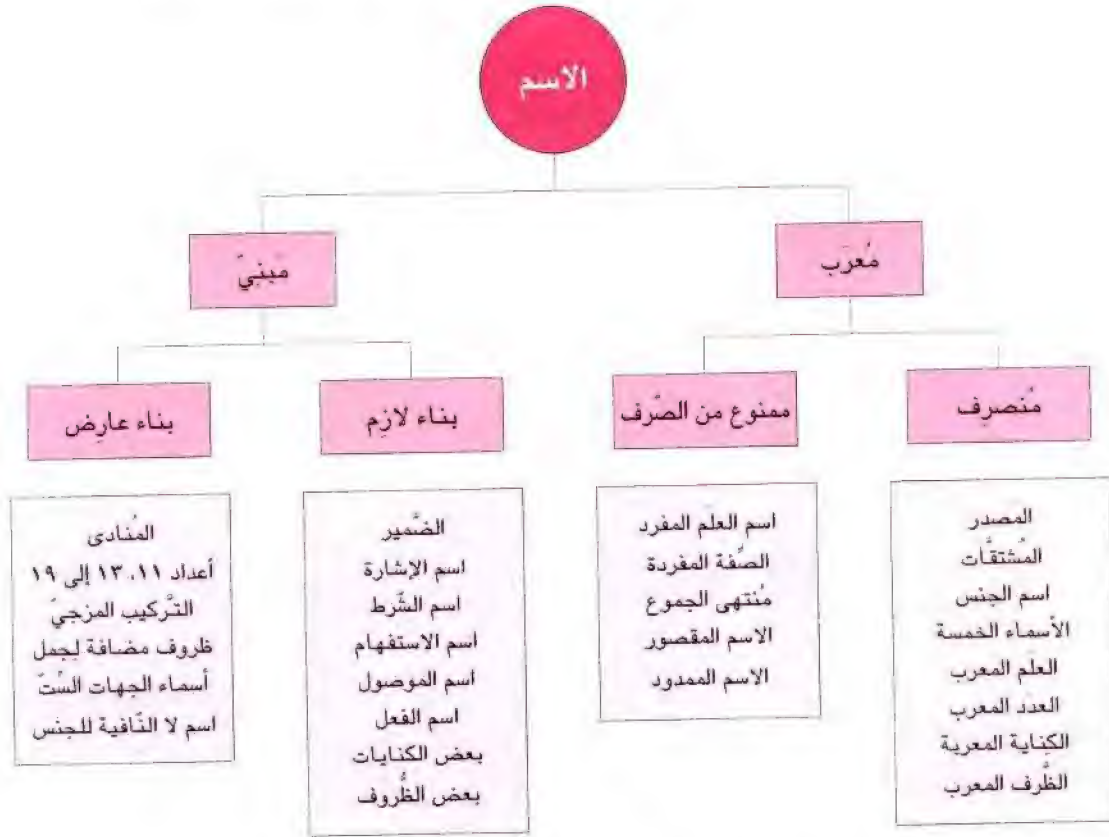 الاسم
مُعرَب
مَبنِيّ
مُنصرِف
ممنوع من الصّرف
بناء لازِم
بناء عارِض
المصدر
المُشتقَّات
اسم الجنس
الأسماء الخمسة
العلَم المعرب
العدَد المعرب
الكِناية المعربة
الظَّرف المعرب
اسم العلَم المفرد
الصِّفة المفردة
مُنتهى الجموع
الاسم المقصور
الاسم الممدود
الضَّمير
اسم الإشارة
اسم الشّرط
اسم الاستفهام
اسم الموصول
اسم الفعل
بعض الكنايات
بعض الظُّروف
المُنادى
أعداد ١١، ١٣ إلى ١٩
التَّركيب المزجيّ
ظروف مضافة لِجمل
أسماء الجهات السِّتّ
اسم لا النّافية للجنس